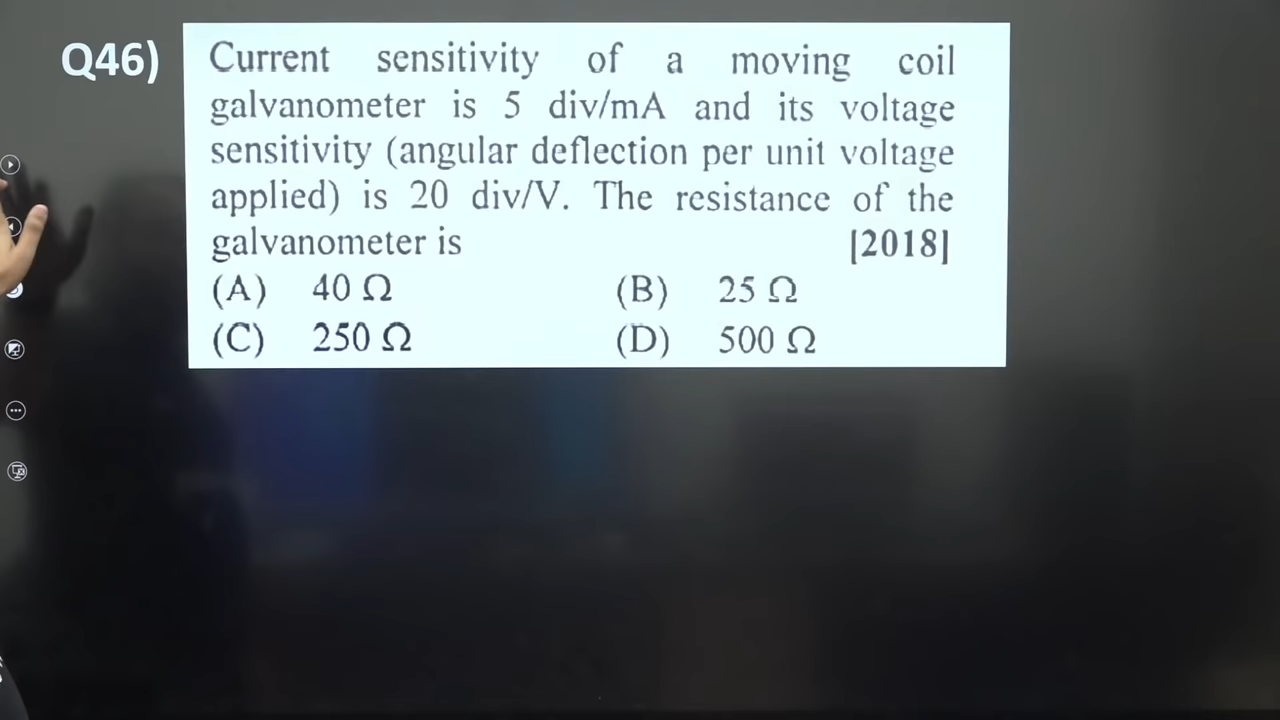 Q46)
Current sensitivity of a moving coil
galvanometer is 5 div/mA and its voltage
sensitivity (angular deflection per unit voltage
applied) is 20 div/V. The resistance of the
galvanometer is [2018]
(A) 40 Ω (B) 25 Ω
(C) 250 Ω (D) 500 Ω